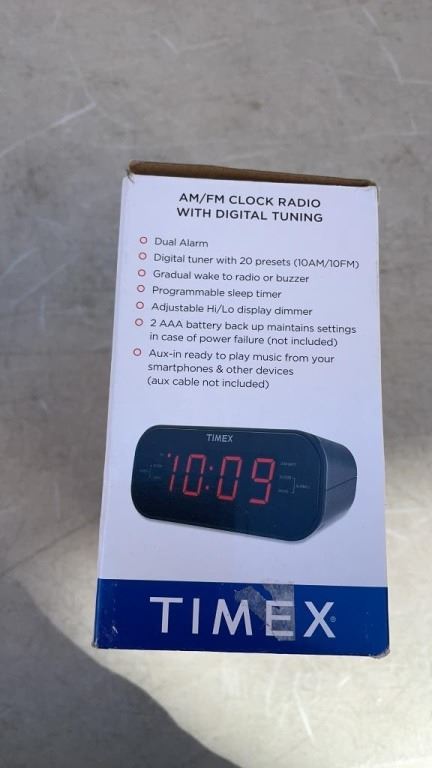 AM/FM CLOCK RADIO
WITH DIGITAL TUNING
Dual Alarm
Digital tuner with 20 presets (10AM/10FM)
Gradual wake to radio or buzzer
Programmable sleep timer
Adjustable Hi/Lo display dimmer
2 AAA battery back up maintains settings
in case of power failure (not included)
Aux-in ready to play music from your
smartphones & other devices
(aux cable not included)
TIMEX
10:09
TIMEX®